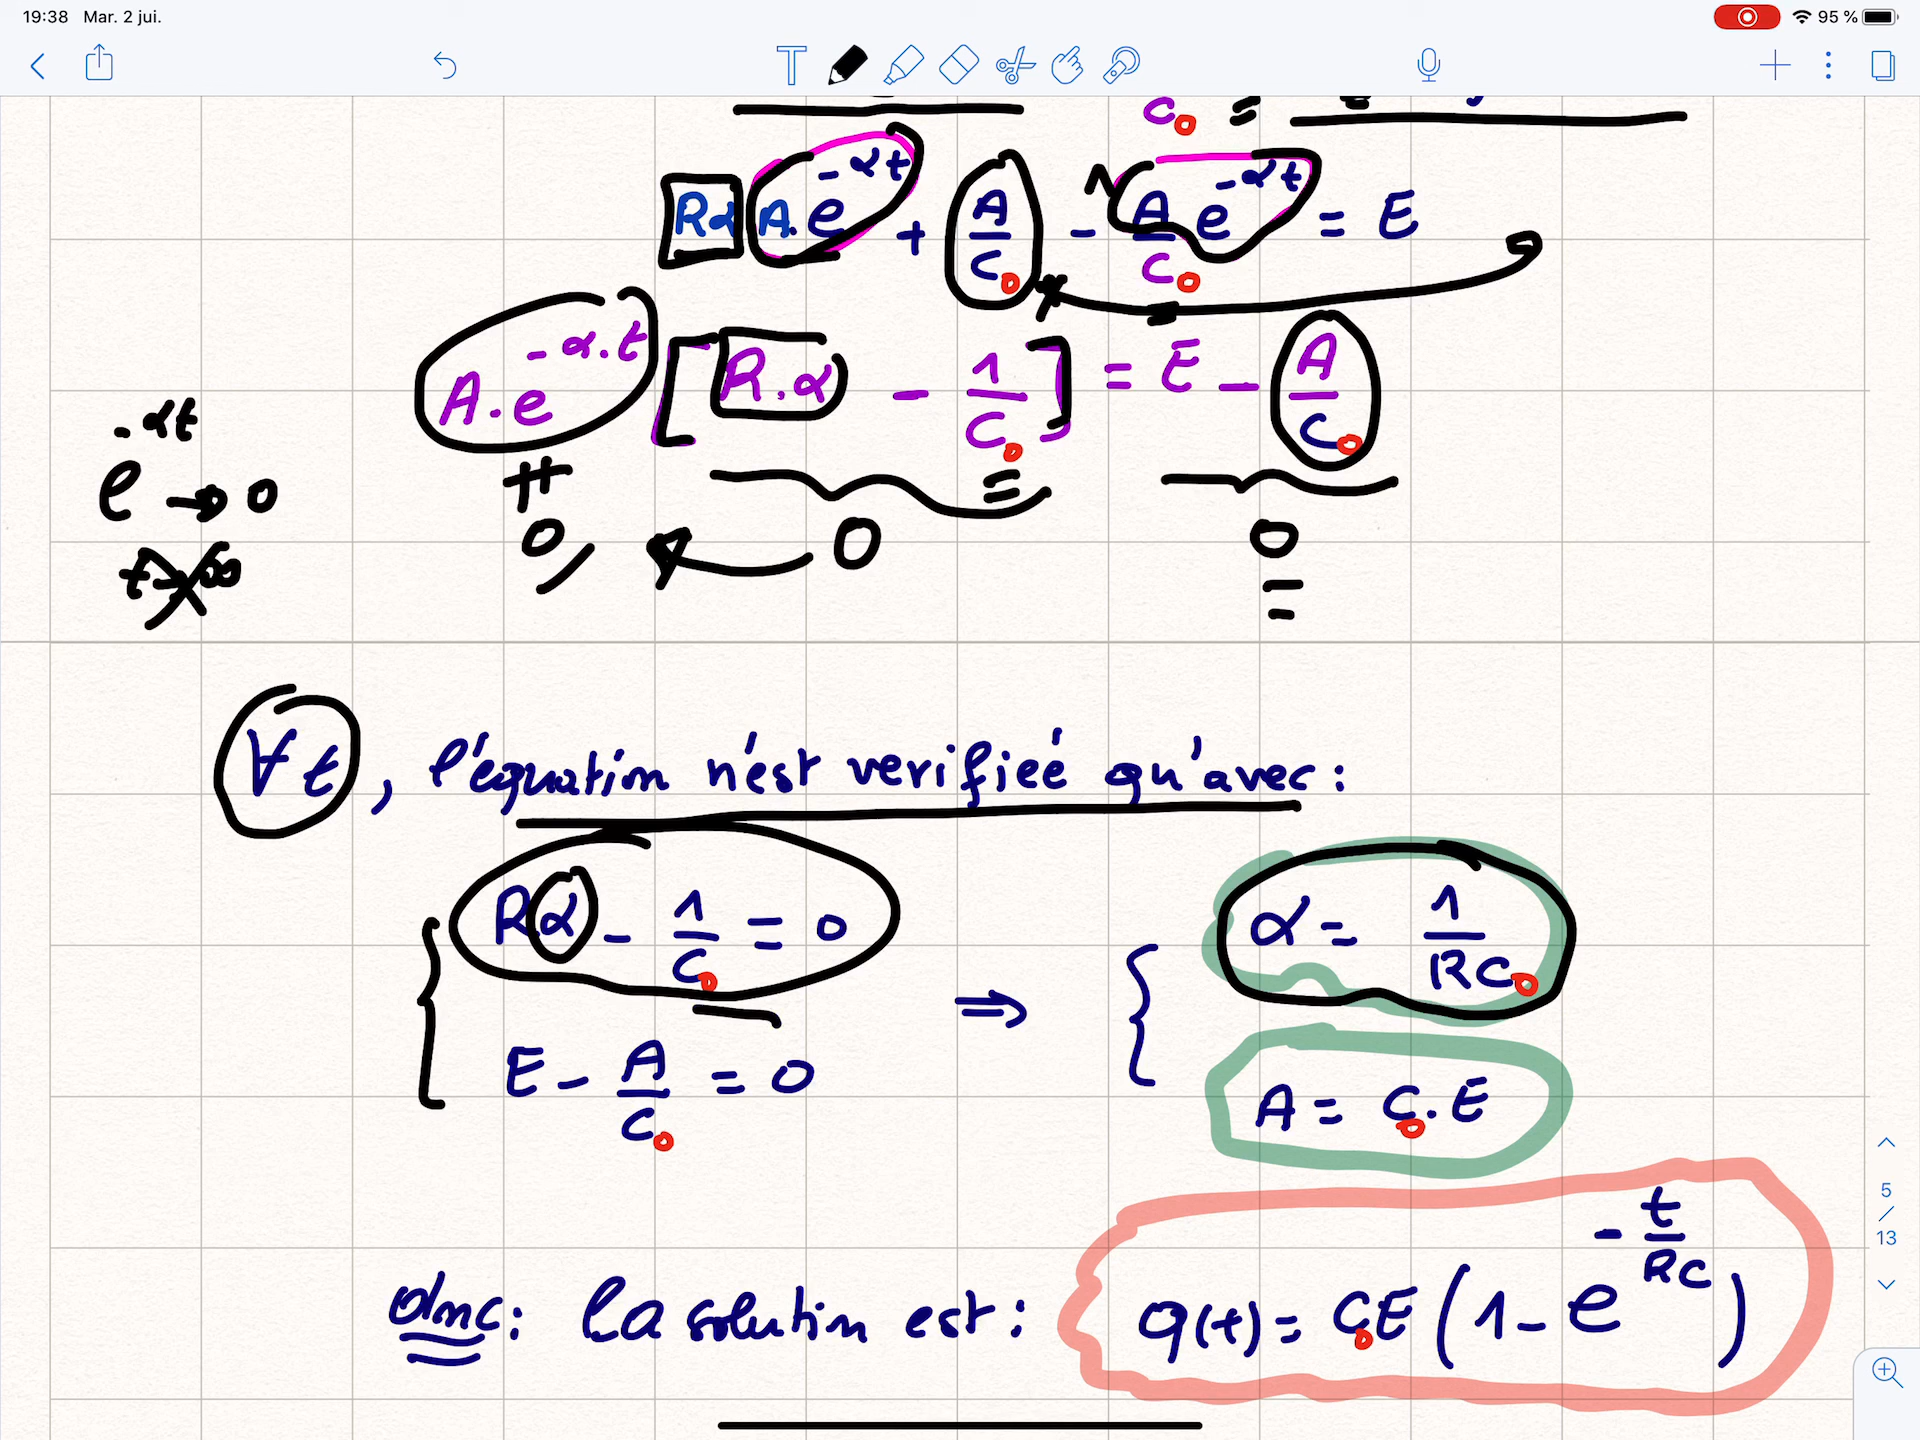 19:38 Mar. 2 jui. 95 %
C₀ =
Rα A.e^{-αt} + A/C₀ - A/C₀ e^{-αt} = E
A.e^{-α.t} [R.α - 1/C₀] = E - A/C₀
e^{-αt} → 0
t→∞
≠ 0, 0 = 0
∀t, l'équation n'est verifieé qu'avec:
Rα - 1/C₀ = 0 ⇒ α = 1/RC₀
E - A/C₀ = 0 A = C₀.E
donc: la solution est: q(t) = C₀E(1 - e^{-t/RC})
5
/
13